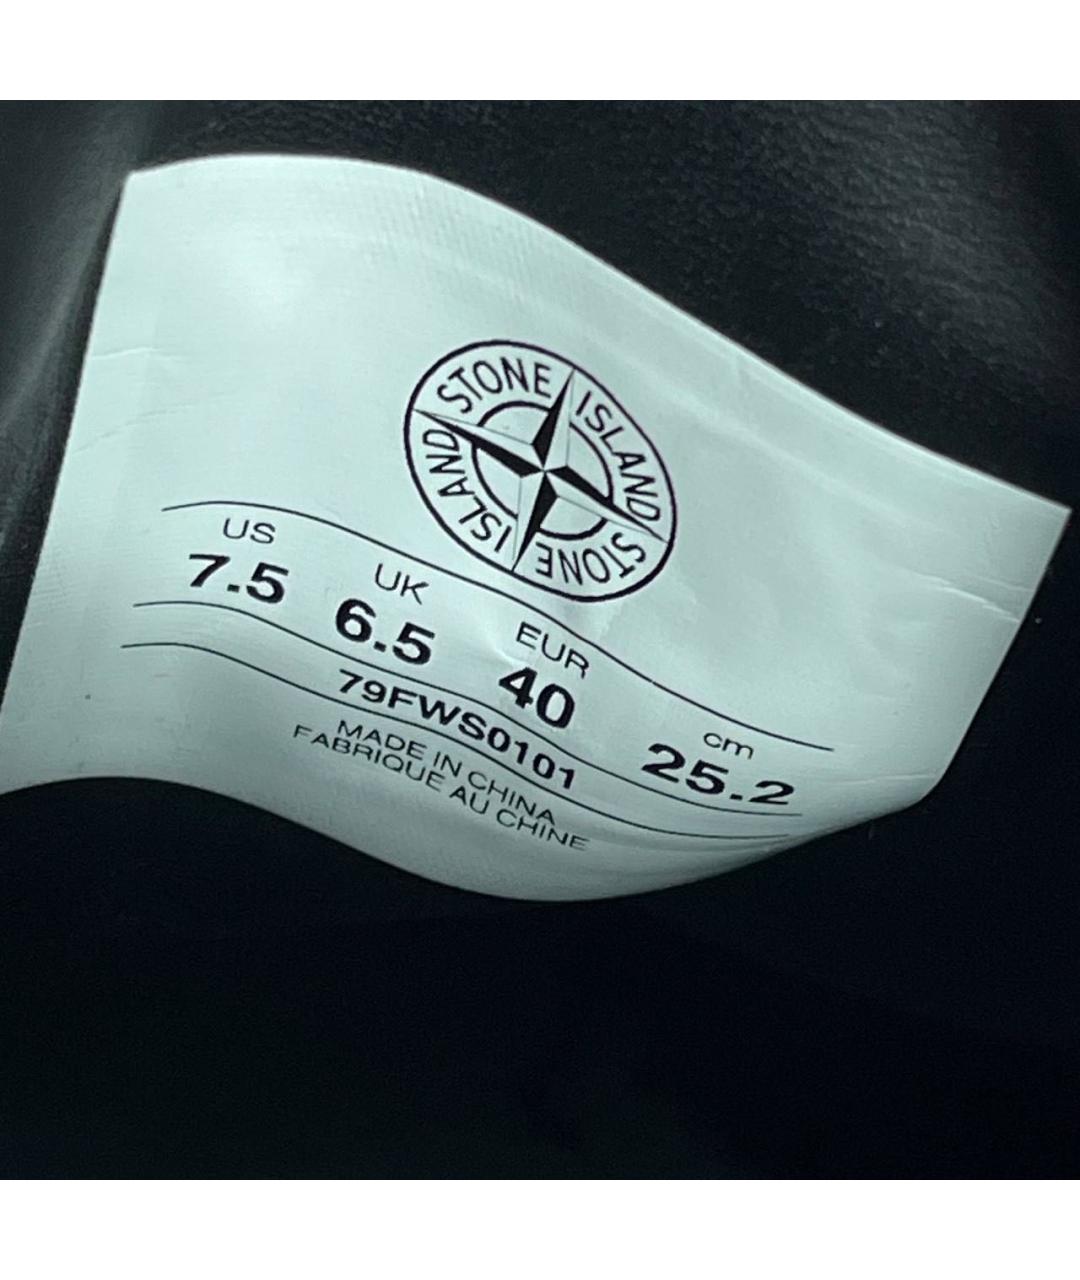 STONE ISLAND
STONE ISLAND
US UK EUR cm
7.5 6.5 40 25.2
79FWS0101
MADE IN CHINA
FABRIQUE AU CHINE